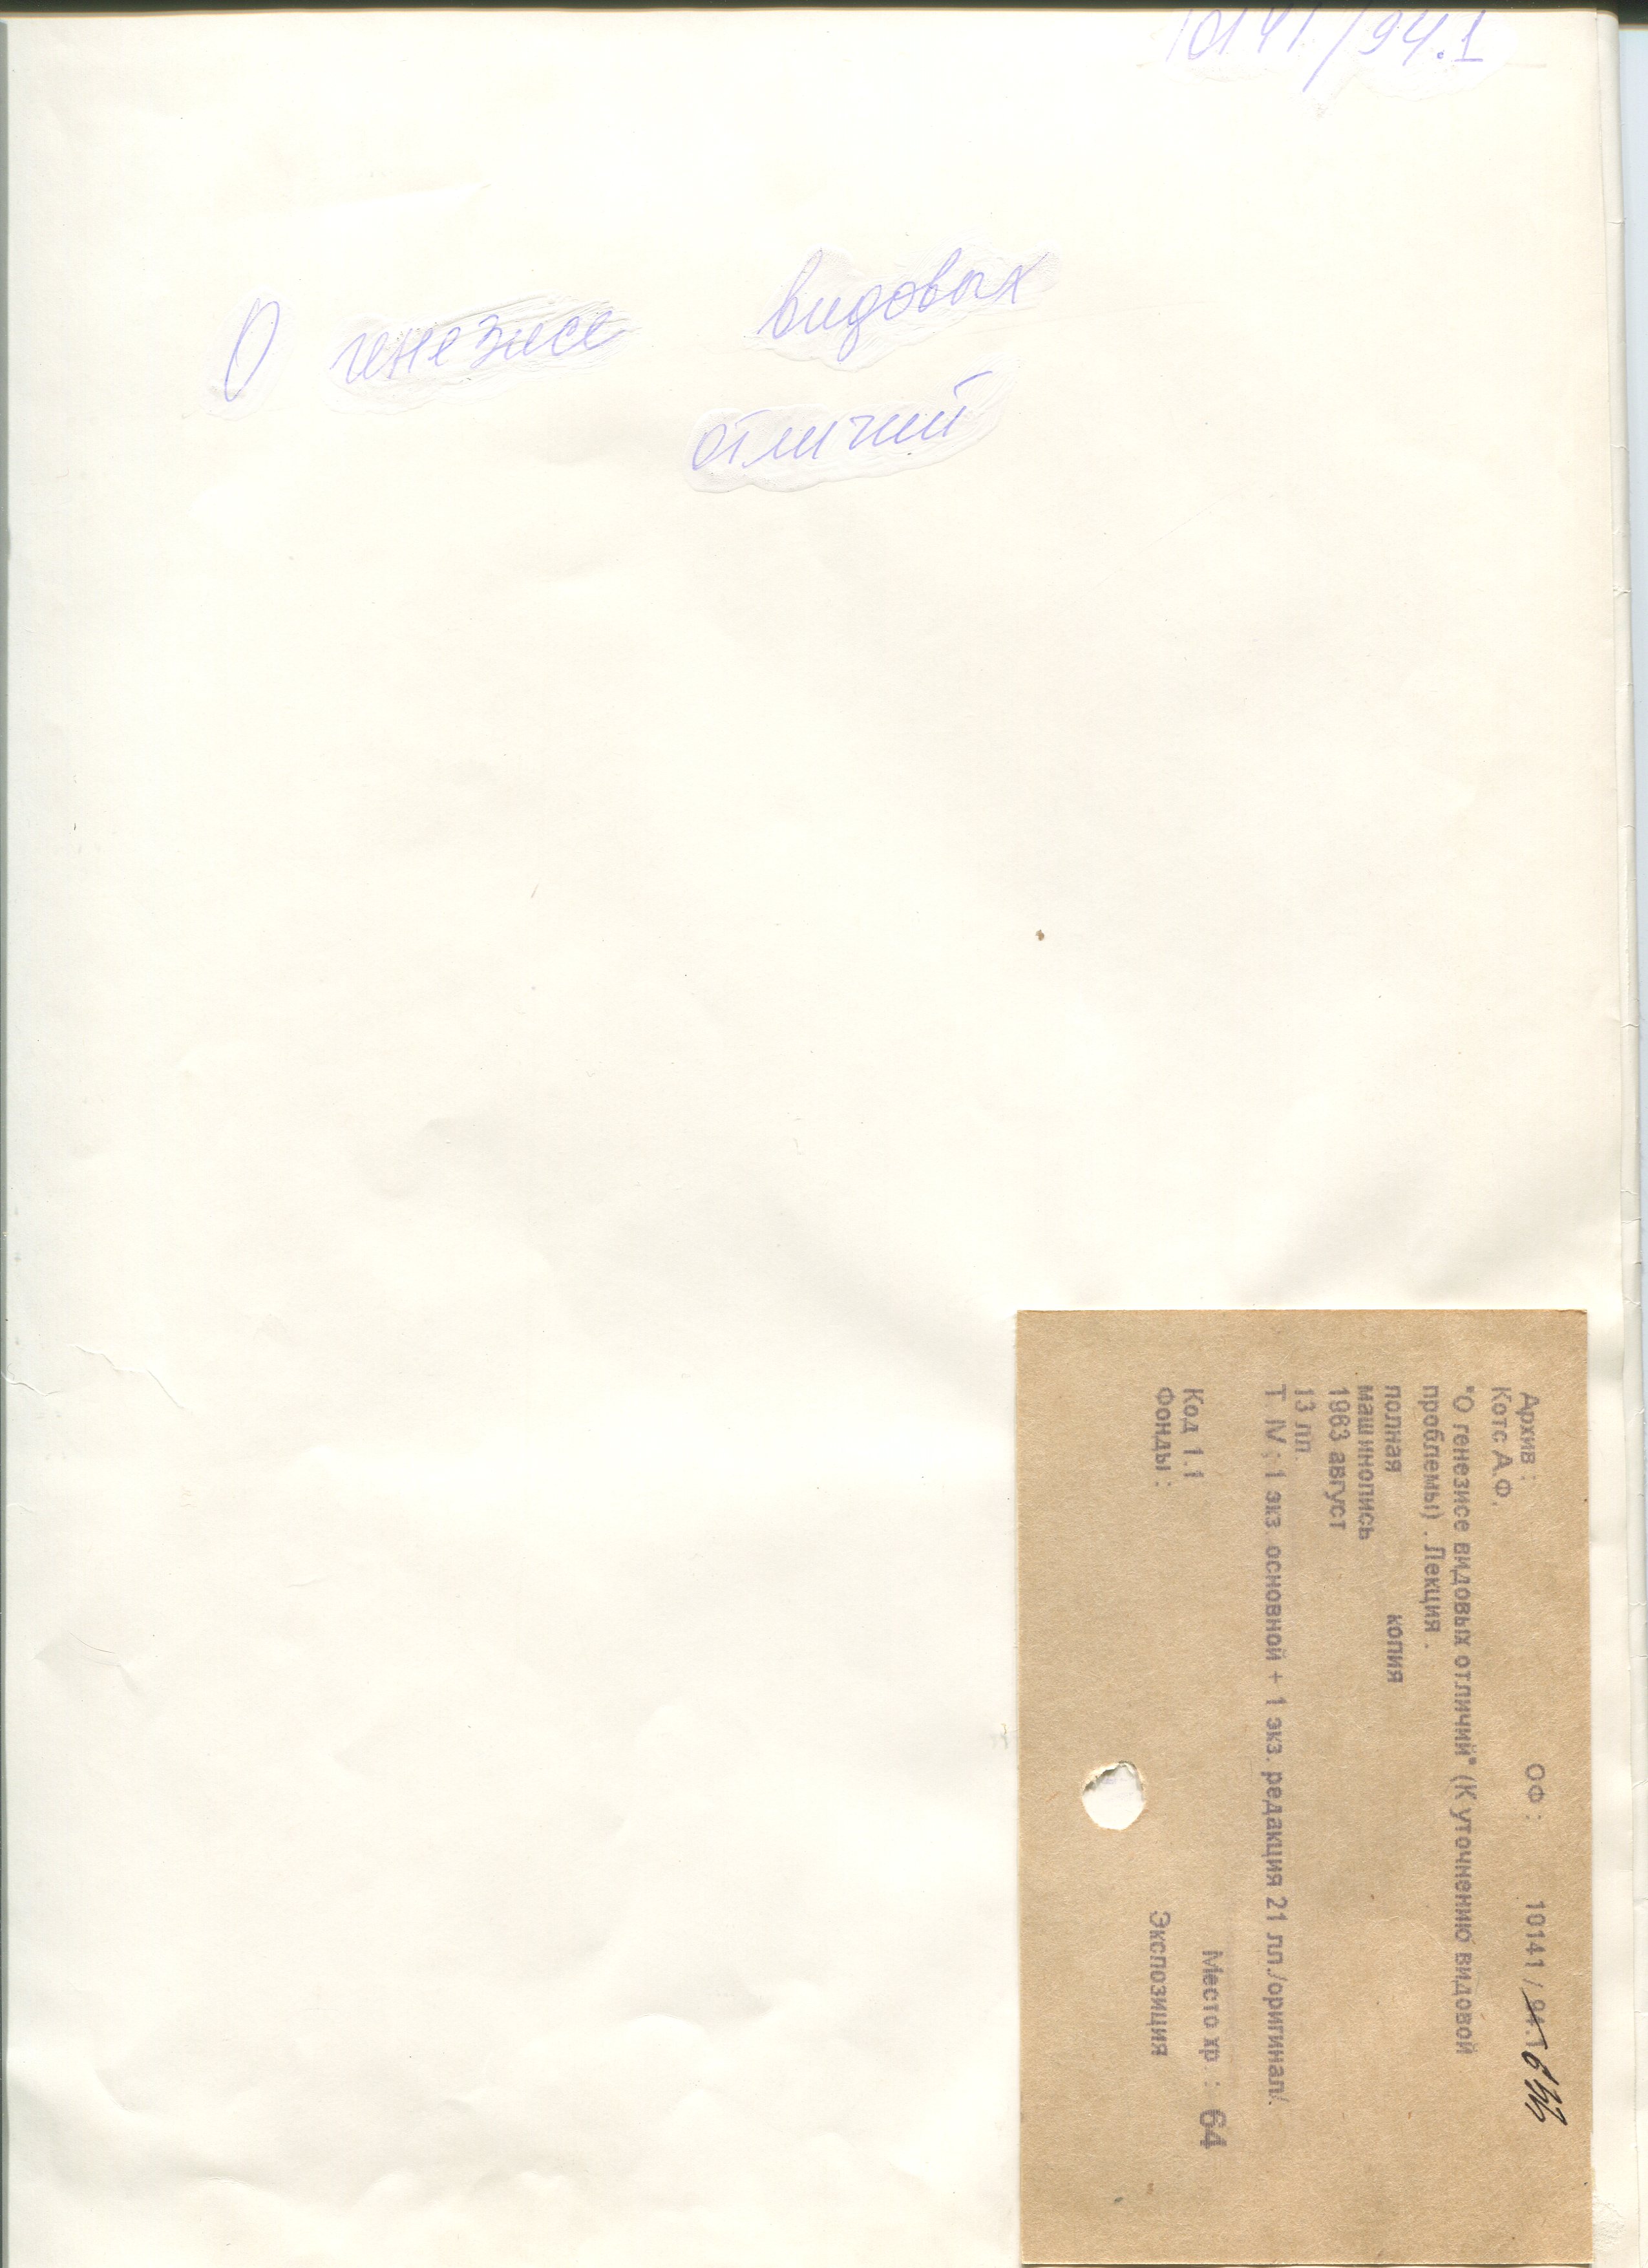 10141/94.1
О генезисе видовых
отличий
Архив : ОФ : 10141 / 94.1
Котс А.Ф.
"О генезисе видовых отличий" (К уточнению видовой
проблемы) . Лекция .
полная копия
машинопись
1963 август
13 лл.
Т. IV ; 1 экз. основной + 1 экз. редакция 21 лл./оригинал/.
Место хр : 64
Код 1.1
Фонды : Экспозиция